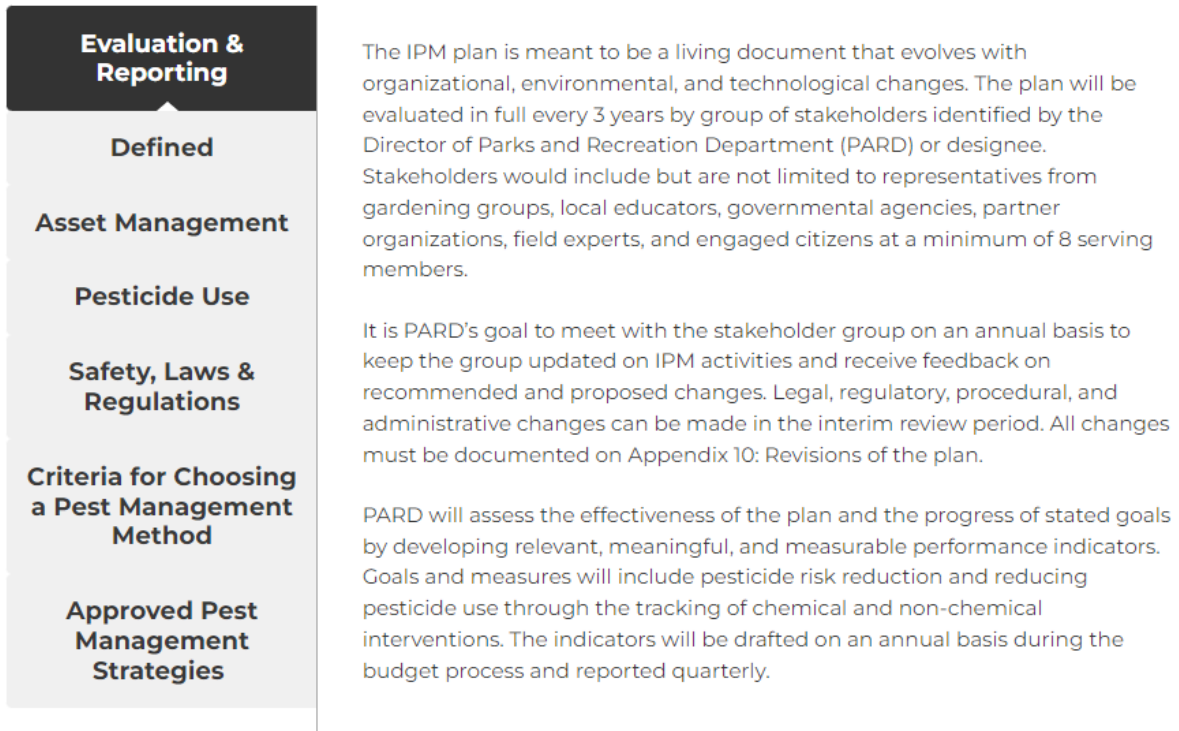 Evaluation &
Reporting
Defined
Asset Management
Pesticide Use
Safety, Laws &
Regulations
Criteria for Choosing
a Pest Management
Method
Approved Pest
Management
Strategies
The IPM plan is meant to be a living document that evolves with
organizational, environmental, and technological changes. The plan will be
evaluated in full every 3 years by group of stakeholders identified by the
Director of Parks and Recreation Department (PARD) or designee.
Stakeholders would include but are not limited to representatives from
gardening groups, local educators, governmental agencies, partner
organizations, field experts, and engaged citizens at a minimum of 8 serving
members.
It is PARD’s goal to meet with the stakeholder group on an annual basis to
keep the group updated on IPM activities and receive feedback on
recommended and proposed changes. Legal, regulatory, procedural, and
administrative changes can be made in the interim review period. All changes
must be documented on Appendix 10: Revisions of the plan.
PARD will assess the effectiveness of the plan and the progress of stated goals
by developing relevant, meaningful, and measurable performance indicators.
Goals and measures will include pesticide risk reduction and reducing
pesticide use through the tracking of chemical and non-chemical
interventions. The indicators will be drafted on an annual basis during the
budget process and reported quarterly.